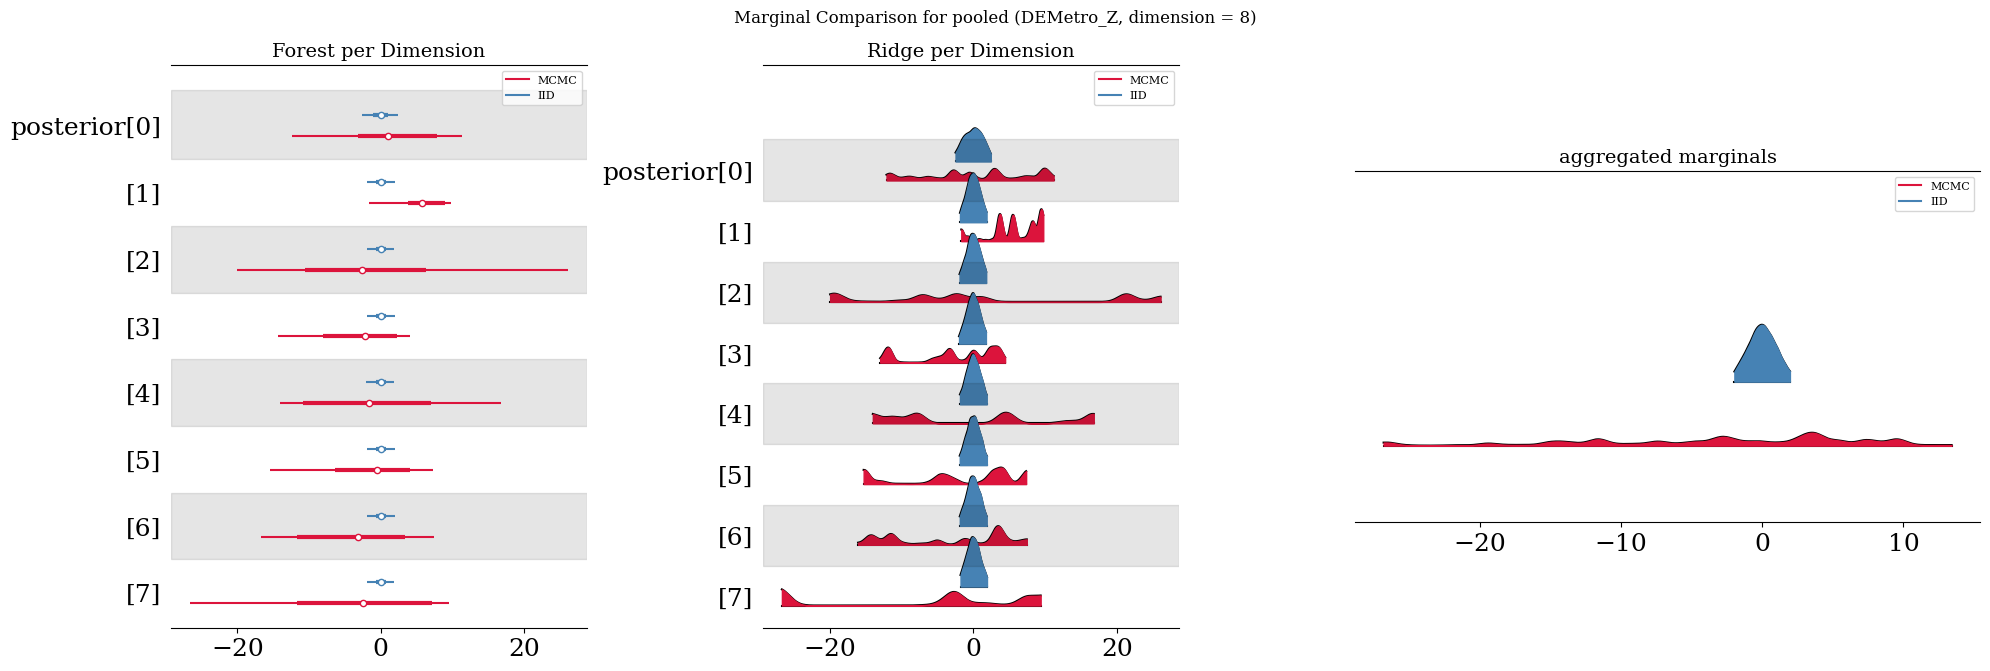 Marginal Comparison for pooled (DEMetro_Z, dimension = 8)
Forest per Dimension
MCMC
IID
posterior[0]
[1]
[2]
[3]
[4]
[5]
[6]
[7]
−20 0 20
Ridge per Dimension
MCMC
IID
posterior[0]
[1]
[2]
[3]
[4]
[5]
[6]
[7]
−20 0 20
aggregated marginals
MCMC
IID
−20 −10 0 10